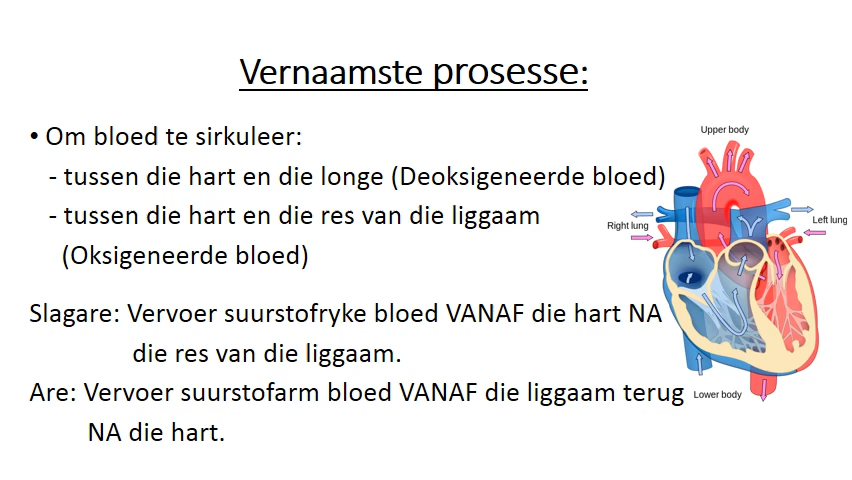 Vernaamste prosesse:
• Om bloed te sirkuleer:
- tussen die hart en die longe (Deoksigeneerde bloed)
- tussen die hart en die res van die liggaam
(Oksigeneerde bloed)
Slagare: Vervoer suurstofryke bloed VANAF die hart NA
die res van die liggaam.
Are: Vervoer suurstofarm bloed VANAF die liggaam terug
NA die hart.
Upper body
Right lung
Left lung
Lower body